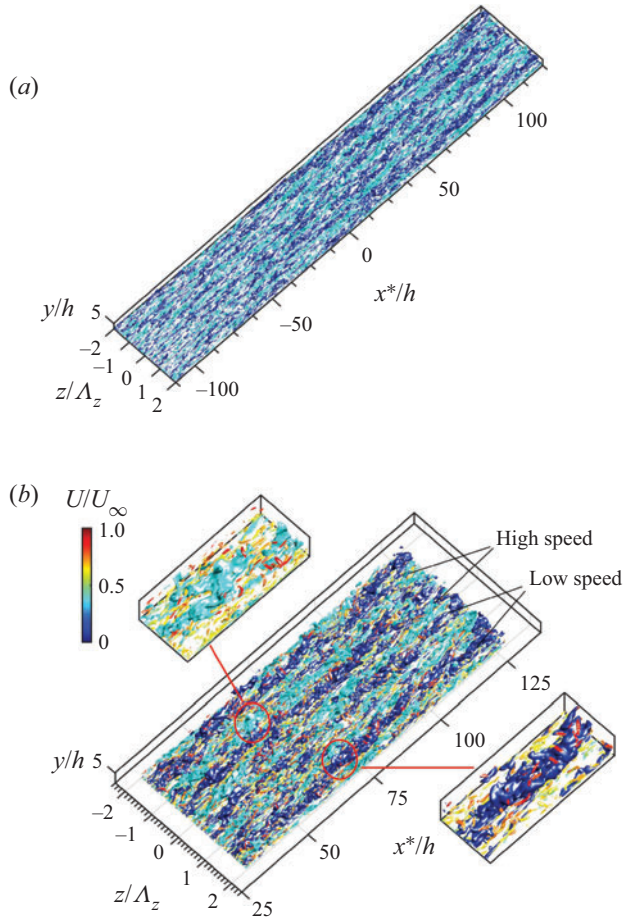 (a)
100
50
0
x*/h
–50
–100
y/h 5
–2
–1
0
1
2
z/Λz
(b)
U/U∞
1.0
0.5
0
High speed
Low speed
125
100
75
x*/h
50
25
y/h 5
–2
–1
0
1
2
z/Λz